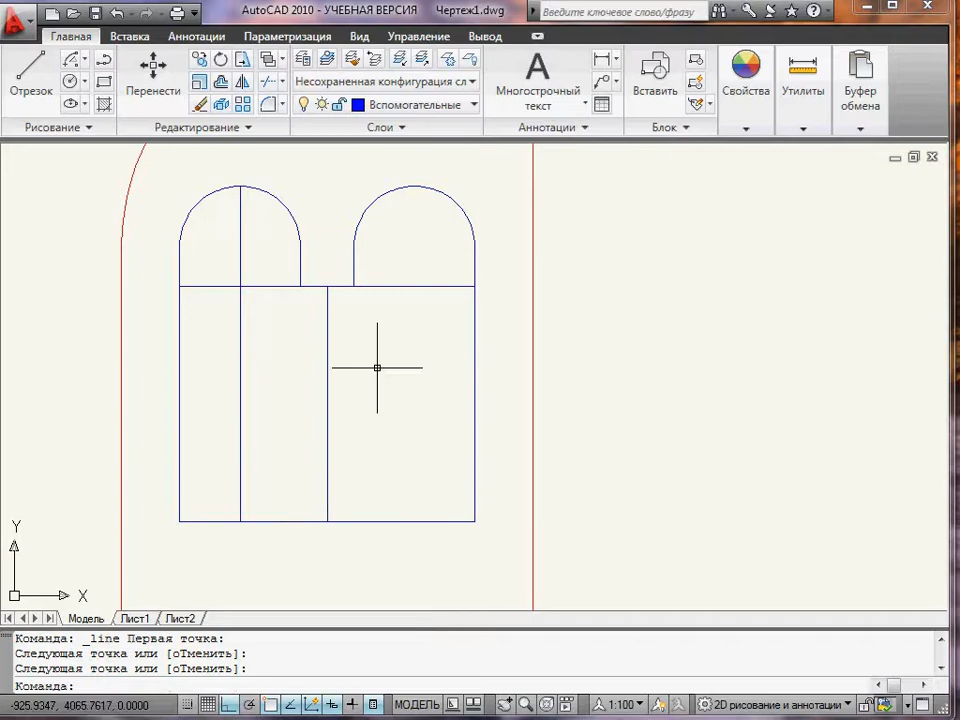 AutoCAD 2010 - УЧЕБНАЯ ВЕРСИЯ Чертеж1.dwg
Введите ключевое слово/фразу
Главная Вставка Аннотации Параметризация Вид Управление Вывод
Отрезок
Перенести
Несохраненная конфигурация сл
Вспомогательные
Многострочный
текст
Вставить
Свойства
Утилиты
Буфер
обмена
Рисование Редактирование Слои Аннотации Блок
Y
X
Модель Лист1 Лист2
Команда: _line Первая точка:
Следующая точка или [оТменить]:
Следующая точка или [оТменить]:
Команда:
-925.9347, 4065.7617, 0.0000 МОДЕЛЬ 1:100 2D рисование и аннотации